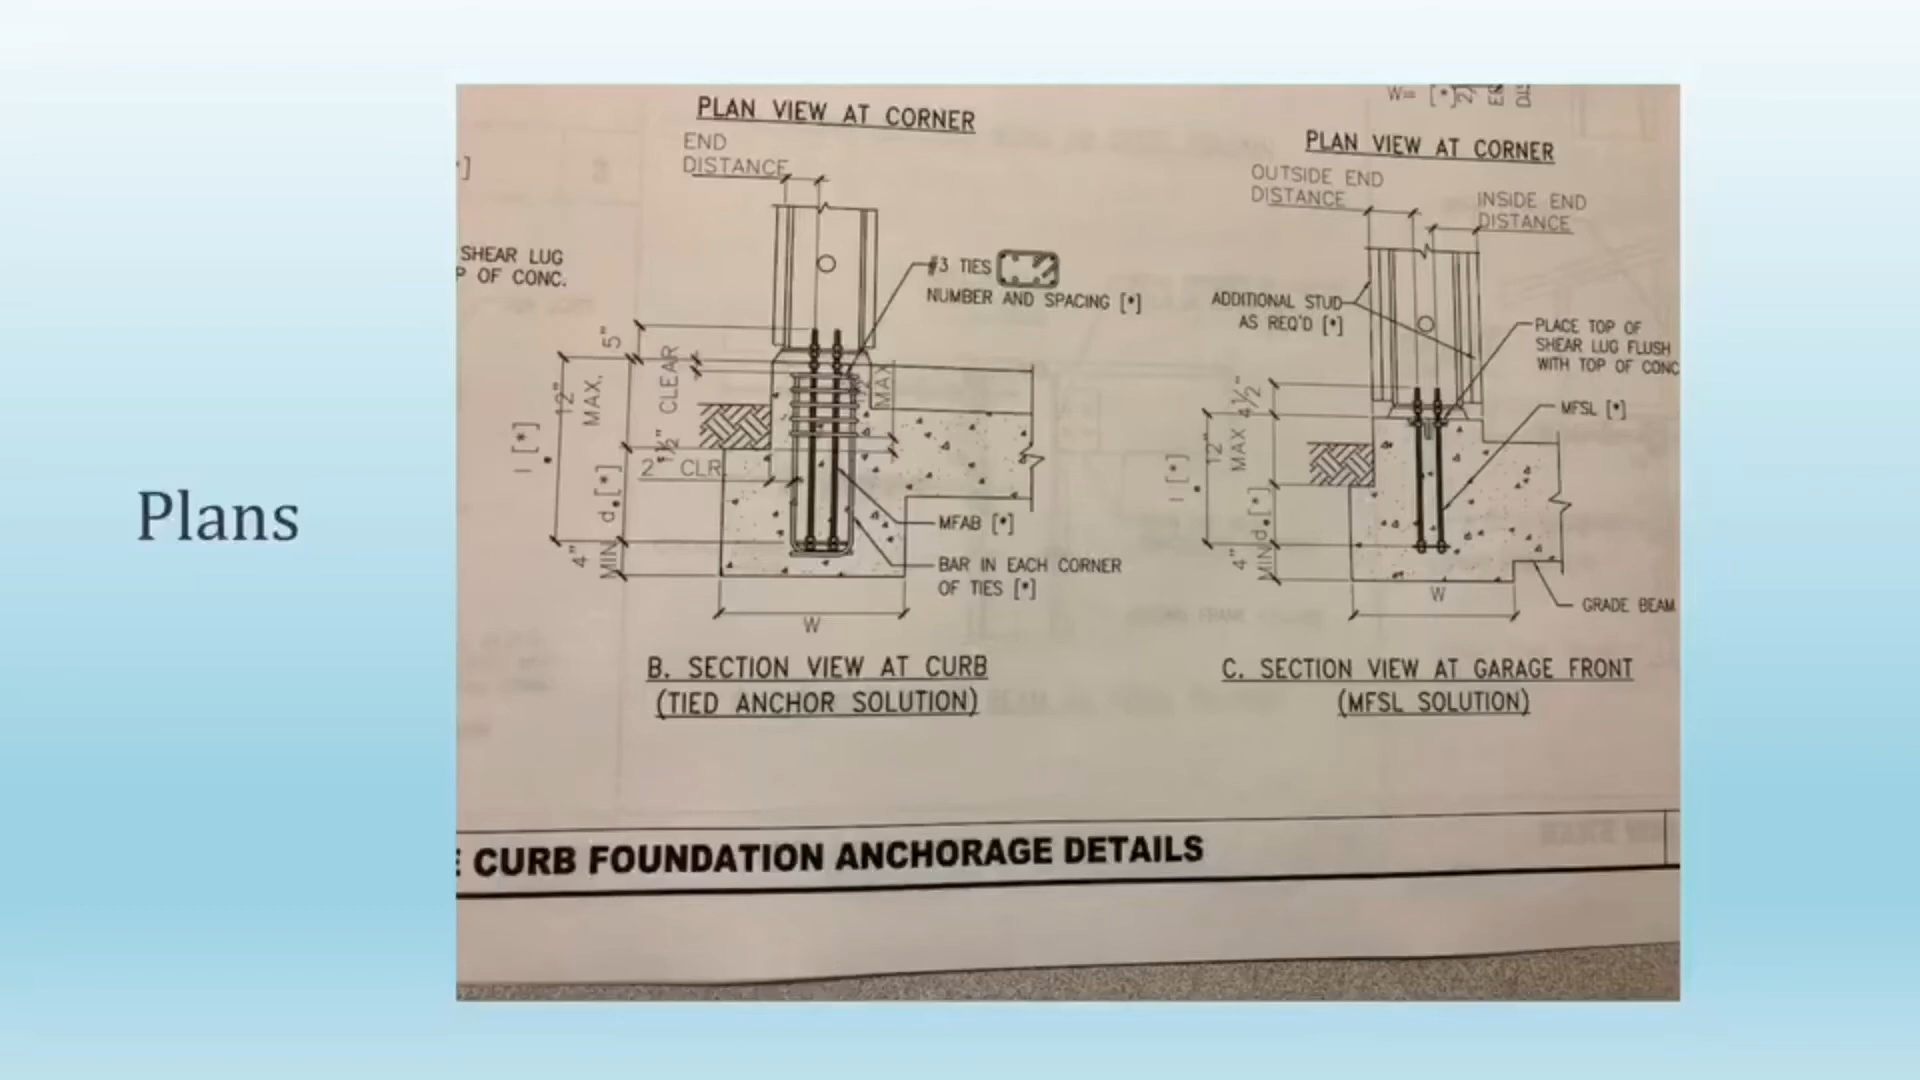 Plans
PLAN VIEW AT CORNER
END
DISTANCE
SHEAR LUG
P OF CONC.
#3 TIES
NUMBER AND SPACING [*]
5"
12"
MAX.
1½" CLEAR
MAX
l [*]
2" CLR.
d [*]
4"
MIN
MFAB [*]
BAR IN EACH CORNER
OF TIES [*]
W
B. SECTION VIEW AT CURB
(TIED ANCHOR SOLUTION)
W= [*]
PLAN VIEW AT CORNER
OUTSIDE END
DISTANCE
INSIDE END
DISTANCE
ADDITIONAL STUD
AS REQ'D [*]
PLACE TOP OF
SHEAR LUG FLUSH
WITH TOP OF CONC
4½"
12"
MAX
l [*]
MFSL [*]
d [*]
4"
MIN
W
GRADE BEAM
C. SECTION VIEW AT GARAGE FRONT
(MFSL SOLUTION)
CURB FOUNDATION ANCHORAGE DETAILS